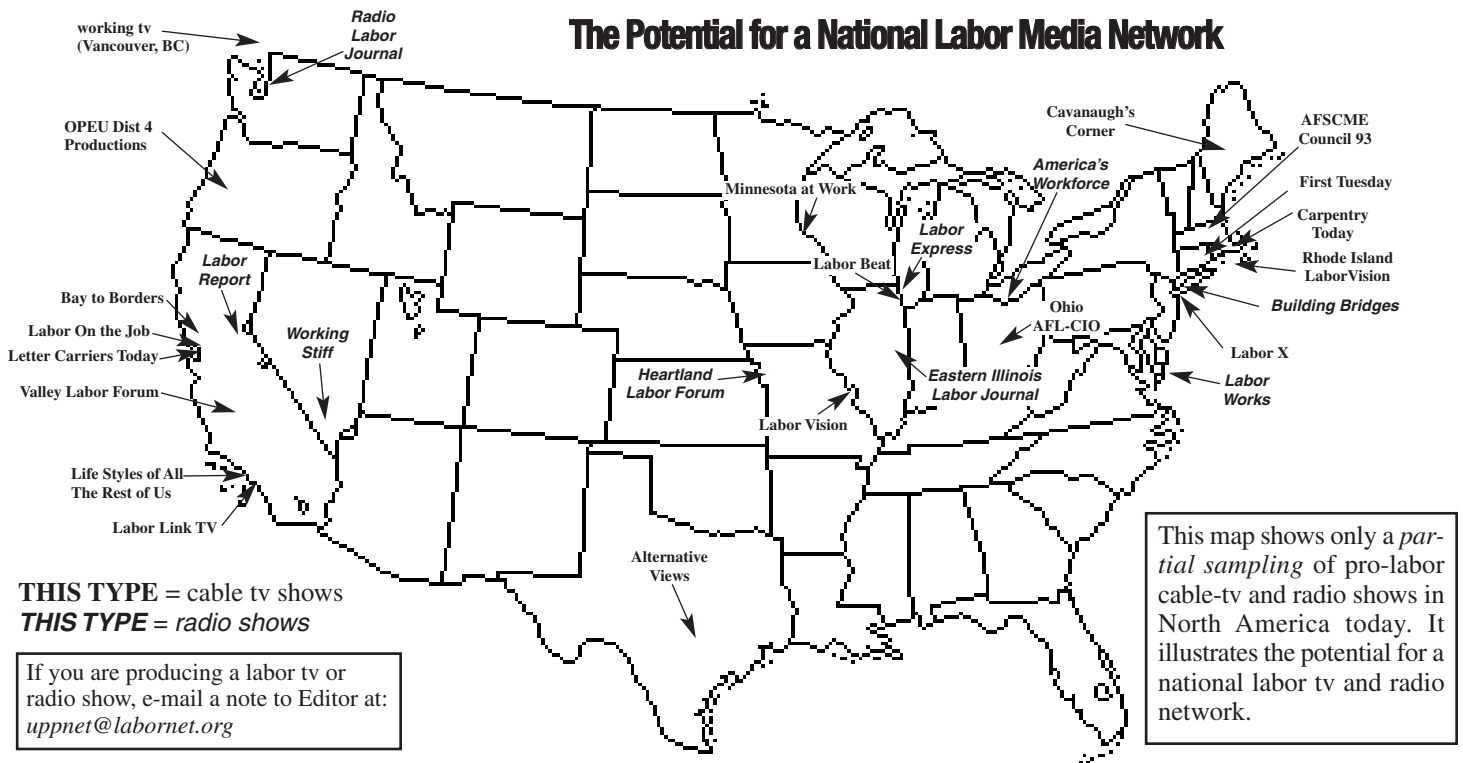 The Potential for a National Labor Media Network
working tv
(Vancouver, BC)
Radio
Labor
Journal
OPEU Dist 4
Productions
Cavanaugh's
Corner
AFSCME
Council 93
America's
Workforce
First Tuesday
Minnesota at Work
Carpentry
Today
Labor
Express
Labor Beat
Rhode Island
LaborVision
Labor
Report
Bay to Borders
Building Bridges
Ohio
AFL-CIO
Labor On the Job
Working
Stiff
Letter Carriers Today
Labor X
Heartland
Labor Forum
Eastern Illinois
Labor Journal
Labor
Works
Valley Labor Forum
Labor Vision
Life Styles of All
The Rest of Us
Labor Link TV
Alternative
Views
THIS TYPE = cable tv shows
THIS TYPE = radio shows
If you are producing a labor tv or
radio show, e-mail a note to Editor at:
uppnet@labornet.org
This map shows only a par-
tial sampling of pro-labor
cable-tv and radio shows in
North America today. It
illustrates the potential for a
national labor tv and radio
network.